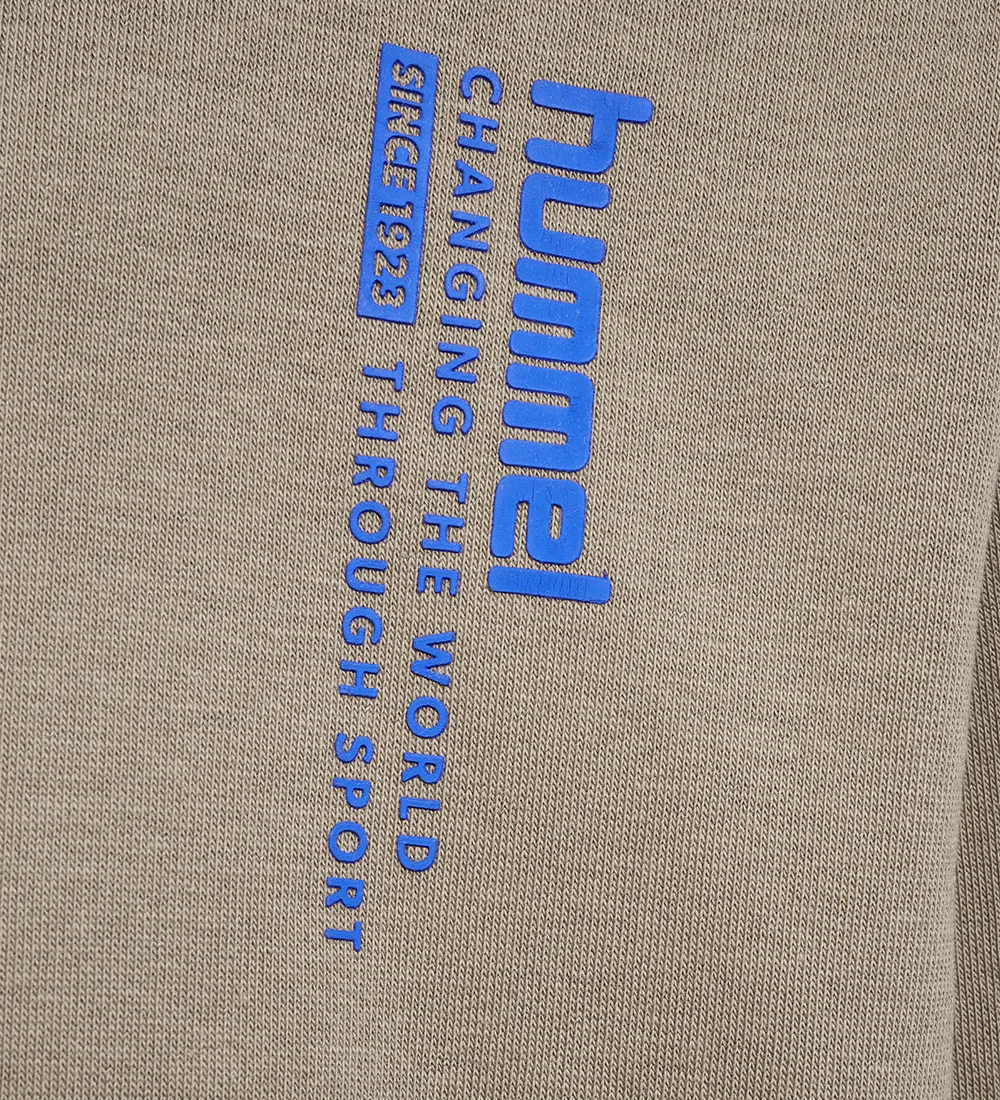 hummel
CHANGING THE WORLD
SINCE 1923 THROUGH SPORT